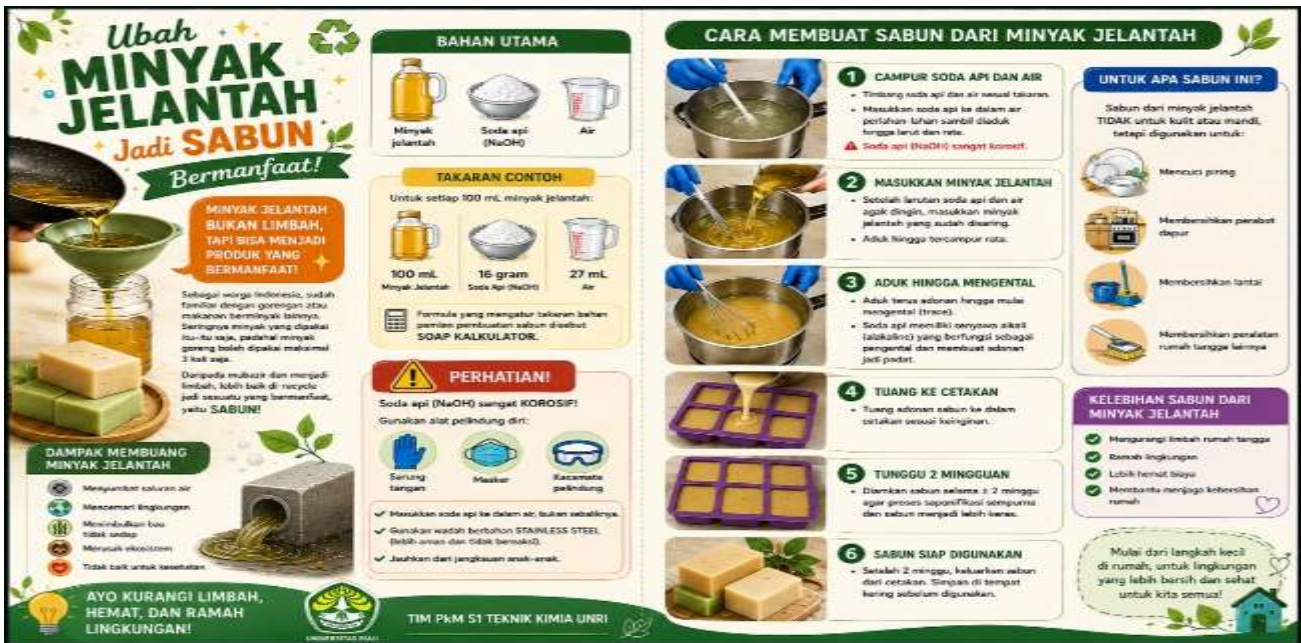 Ubah
MINYAK
JELANTAH
Jadi SABUN
Bermanfaat!
MINYAK JELANTAH
BUKAN LIMBAH,
TAPI BISA MENJADI
PRODUK YANG
BERMANFAAT!
Sebagai warga Indonesia, sudah
familiar dengan gorengan atau
makanan berminyak lainnya.
Seringnya minyak yang dipakai
itu-itu saja, padahal minyak
goreng boleh dipakai maksimal
3 kali saja.
Daripada mubazir dan menjadi
limbah, lebih baik di recycle
jadi sesuatu yang bermanfaat,
yaitu SABUN!
DAMPAK MEMBUANG
MINYAK JELANTAH
Menyumbat saluran air
Mencemari lingkungan
Menimbulkan bau
tidak sedap
Merusak ekosistem
Tidak baik untuk kesehatan
AYO KURANGI LIMBAH,
HEMAT, DAN RAMAH
LINGKUNGAN!
BAHAN UTAMA
Minyak
jelantah
Soda api
(NaOH)
Air
TAKARAN CONTOH
Untuk setiap 100 mL minyak jelantah:
100 mL
Minyak Jelantah
16 gram
Soda Api (NaOH)
27 mL
Air
Formula yang mengatur takaran bahan
pembuatan sabun disebut
SOAP KALKULATOR.
PERHATIAN!
Soda api (NaOH) sangat KOROSIF!
Gunakan alat pelindung diri:
Sarung
tangan
Masker
Kacamata
pelindung
Masukkan soda api ke dalam air, bukan sebaliknya.
Gunakan wadah berbahan STAINLESS STEEL
(lebih aman dan tidak bereaksi).
Jauhkan dari jangkauan anak-anak.
UNIVERSITAS RIAU
TIM PkM S1 TEKNIK KIMIA UNRI
CARA MEMBUAT SABUN DARI MINYAK JELANTAH
1 CAMPUR SODA API DAN AIR
• Timbang soda api dan air sesuai takaran.
• Masukkan soda api ke dalam air
perlahan-lahan sambil diaduk
hingga larut dan rata.
Soda api (NaOH) sangat korosif.
2 MASUKKAN MINYAK JELANTAH
• Setelah larutan soda api dan air
agak dingin, masukkan minyak
jelantah yang sudah disaring.
• Aduk hingga tercampur rata.
3 ADUK HINGGA MENGENTAL
• Aduk terus adonan hingga mulai
mengental (trace).
• Soda api memiliki senyawa alkali
yang berfungsi sebagai
pengental dan membuat adonan
jadi padat.
4 TUANG KE CETAKAN
• Tuang adonan sabun ke dalam
cetakan sesuai keinginan.
5 TUNGGU 2 MINGGUAN
• Diamkan sabun selama ± 2 minggu
agar proses saponifikasi sempurna
dan sabun menjadi lebih keras.
6 SABUN SIAP DIGUNAKAN
• Setelah 2 minggu, keluarkan sabun
dari cetakan. Simpan di tempat
kering sebelum digunakan.
UNTUK APA SABUN INI?
Sabun dari minyak jelantah
TIDAK untuk kulit atau mandi,
tetapi digunakan untuk:
Mencuci piring
Membersihkan perabot
dapur
Membersihkan lantai
Membersihkan peralatan
rumah tangga lainnya
KELEBIHAN SABUN DARI
MINYAK JELANTAH
Mengurangi limbah rumah tangga
Ramah lingkungan
Lebih hemat biaya
Membantu menjaga kebersihan
rumah
Mulai dari langkah kecil
di rumah, untuk lingkungan
yang lebih bersih dan sehat
untuk kita semua!